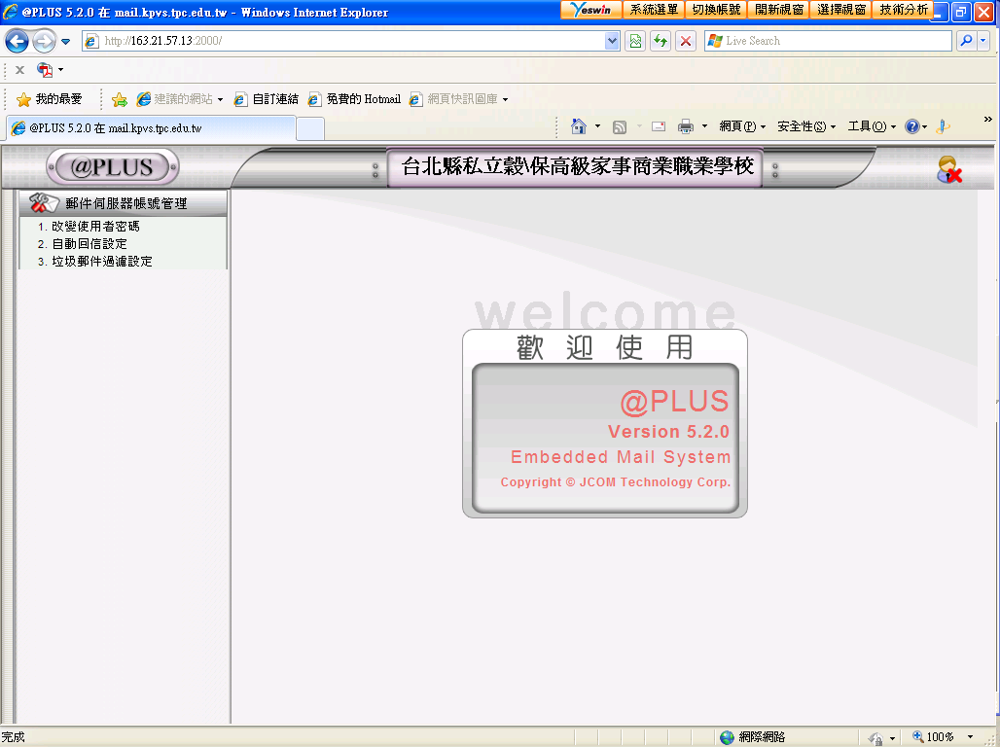 @PLUS 5.2.0 在 mail.kpvs.tpc.edu.tw - Windows Internet Explorer
Yeswin 系統選單 切換帳號 開新視窗 選擇視窗 技術分析
http://163.21.57.13:2000/
Live Search
我的最愛 建議的網站 自訂連結 免費的 Hotmail 網頁快訊圖庫
@PLUS 5.2.0 在 mail.kpvs.tpc.edu.tw
網頁(P) 安全性(S) 工具(O)
@PLUS
台北縣私立穀\保高級家事商業職業學校
郵件伺服器帳號管理
1. 改變使用者密碼
2. 自動回信設定
3. 垃圾郵件過濾設定
welcome
歡 迎 使 用
@PLUS
Version 5.2.0
Embedded Mail System
Copyright © JCOM Technology Corp.
完成
網際網路
100%